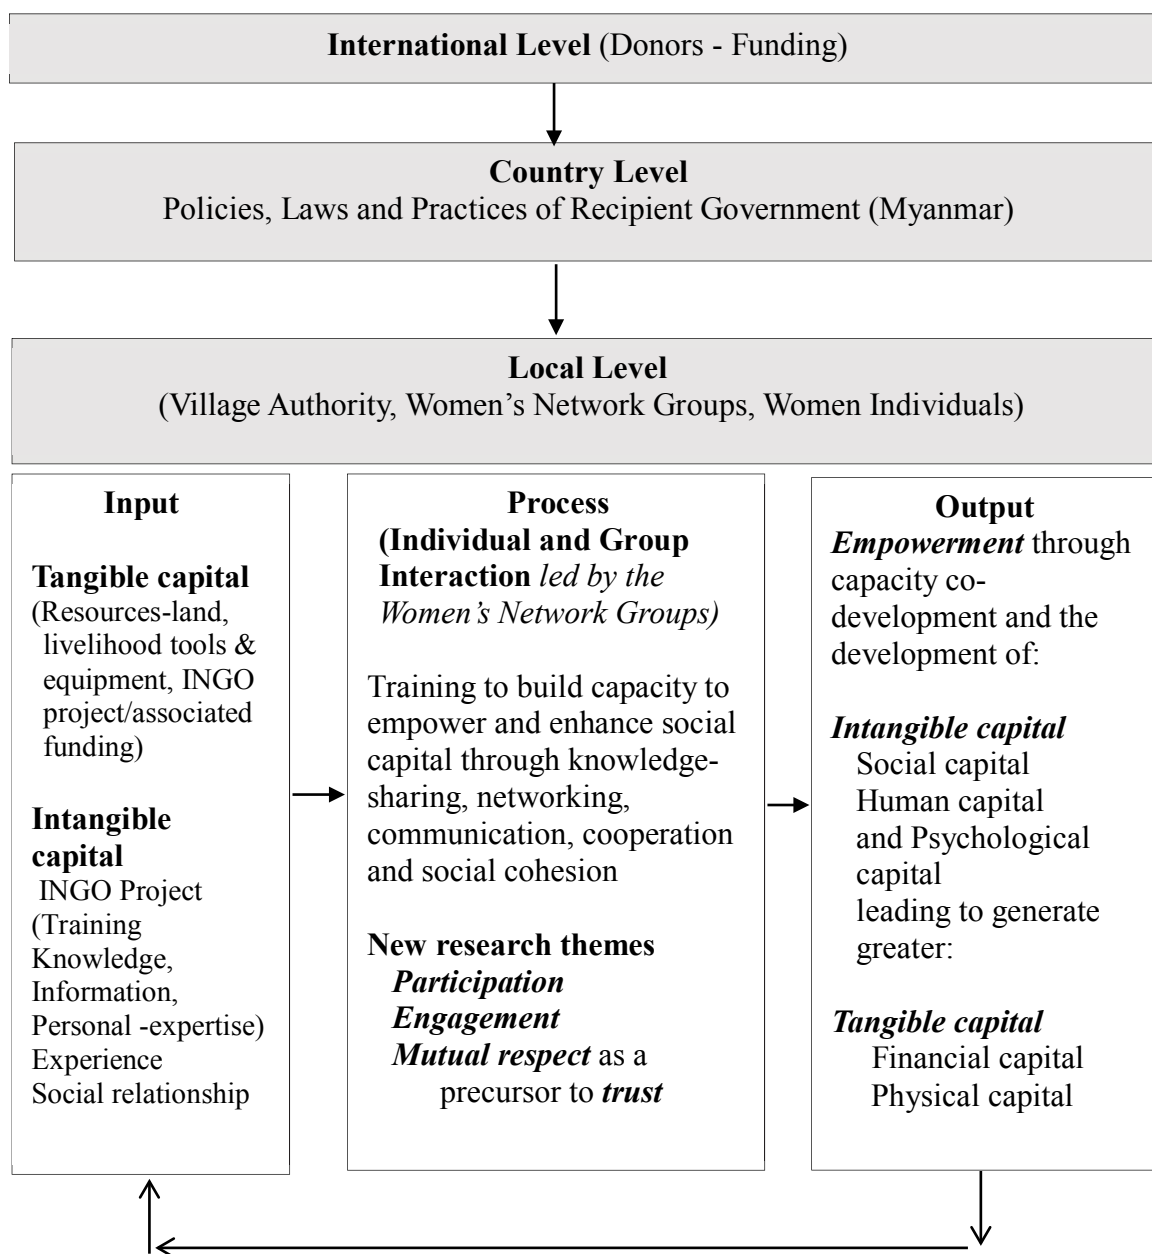 International Level (Donors - Funding)
Country Level
Policies, Laws and Practices of Recipient Government (Myanmar)
Local Level
(Village Authority, Women’s Network Groups, Women Individuals)
Input
Tangible capital
(Resources-land,
livelihood tools &
equipment, INGO
project/associated
funding)
Intangible
capital
INGO Project
(Training
Knowledge,
Information,
Personal -expertise)
Experience
Social relationship
Process
(Individual and Group
Interaction led by the
Women’s Network Groups)
Training to build capacity to
empower and enhance social
capital through knowledge-
sharing, networking,
communication, cooperation
and social cohesion
New research themes
Participation
Engagement
Mutual respect as a
precursor to trust
Output
Empowerment through
capacity co-
development and the
development of:
Intangible capital
Social capital
Human capital
and Psychological
capital
leading to generate
greater:
Tangible capital
Financial capital
Physical capital